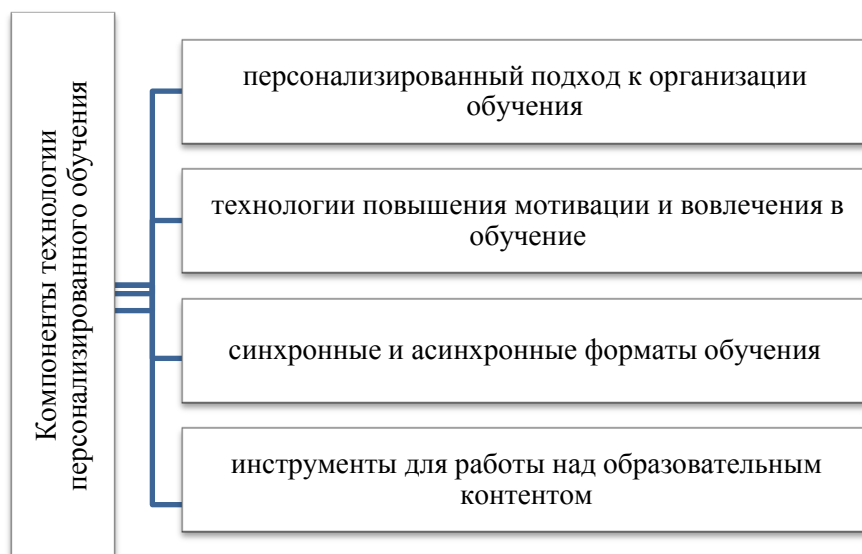 Компоненты технологии
персонализированного обучения
персонализированный подход к организации
обучения
технологии повышения мотивации и вовлечения в
обучение
синхронные и асинхронные форматы обучения
инструменты для работы над образовательным
контентом